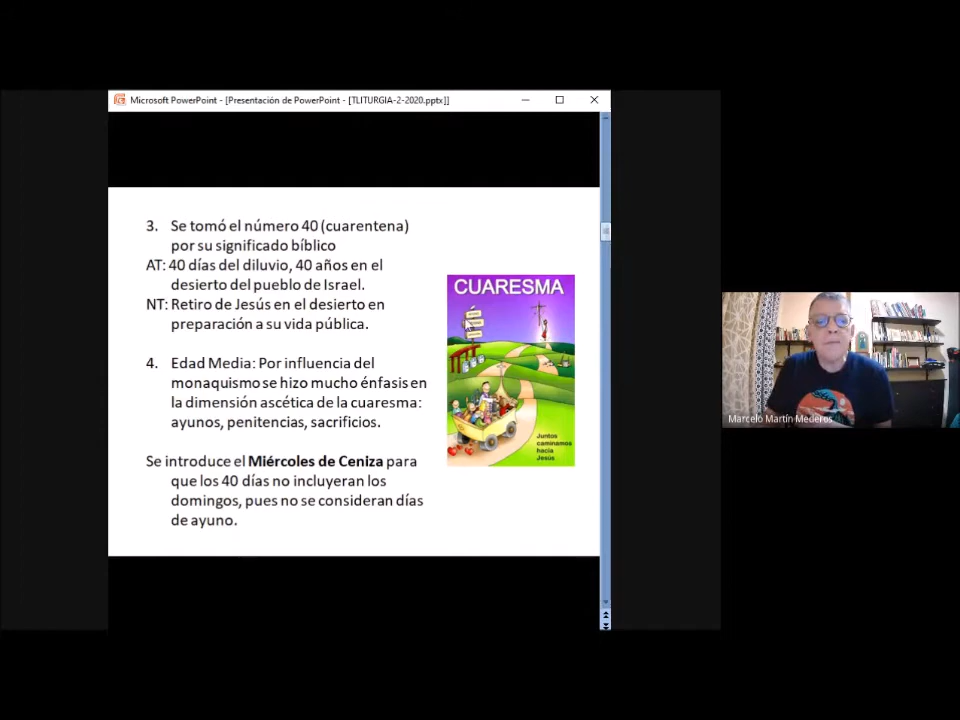 Microsoft PowerPoint - [Presentación de PowerPoint - [TLITURGIA-2-2020.pptx]]
3. Se tomó el número 40 (cuarentena)
por su significado bíblico
AT: 40 días del diluvio, 40 años en el
desierto del pueblo de Israel.
NT: Retiro de Jesús en el desierto en
preparación a su vida pública.
4. Edad Media: Por influencia del
monaquismo se hizo mucho énfasis en
la dimensión ascética de la cuaresma:
ayunos, penitencias, sacrificios.
Se introduce el Miércoles de Ceniza para
que los 40 días no incluyeran los
domingos, pues no se consideran días
de ayuno.
CUARESMA
Juntos
caminamos
hacia
Jesús
Marcelo Martín Mederos